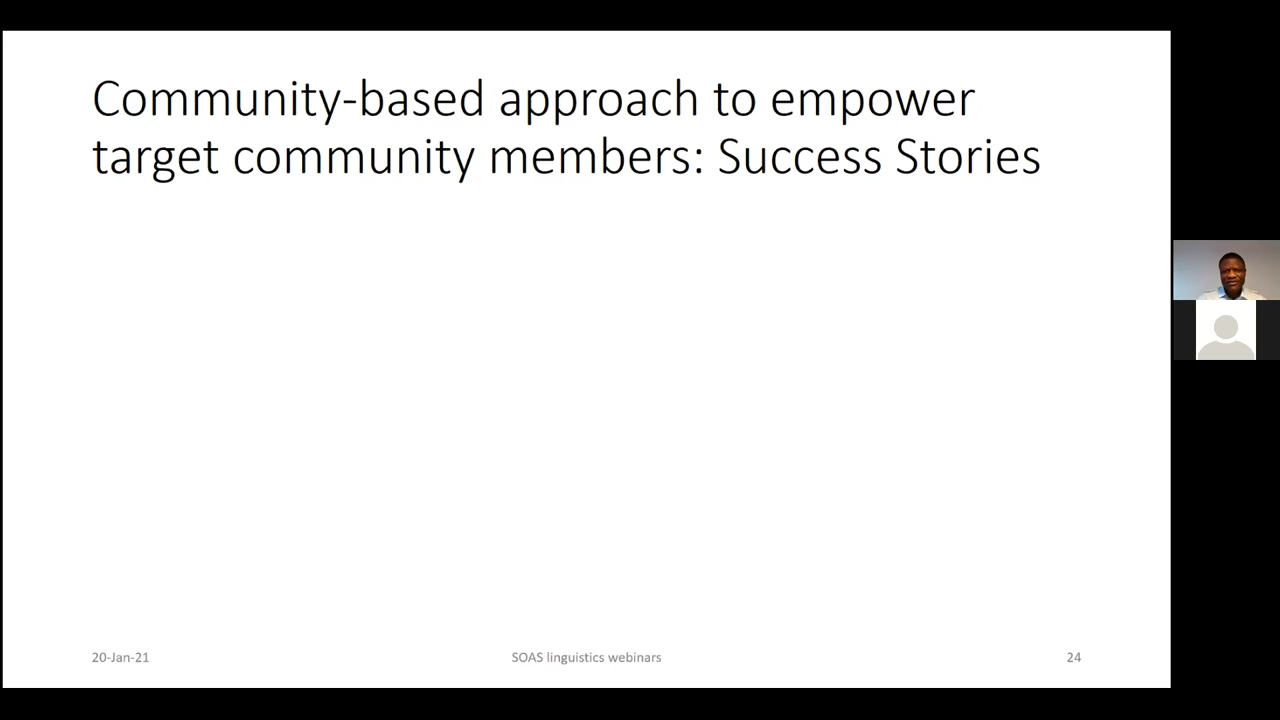 Community-based approach to empower
target community members: Success Stories
20-Jan-21
SOAS linguistics webinars
24